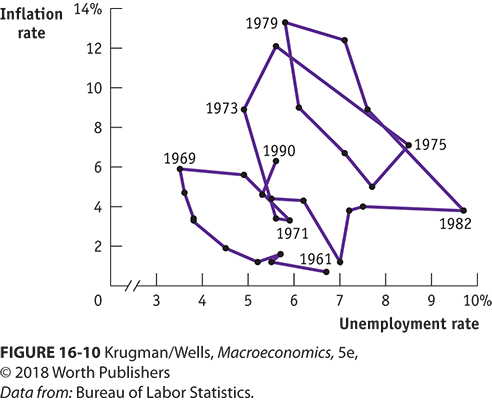 Inflation
rate
14%
12
10
8
6
4
2
0
1979
1973
1975
1990
1969
1971
1982
1961
3 4 5 6 7 8 9 10%
Unemployment rate
FIGURE 16-10 Krugman/Wells, Macroeconomics, 5e,
© 2018 Worth Publishers
Data from: Bureau of Labor Statistics.